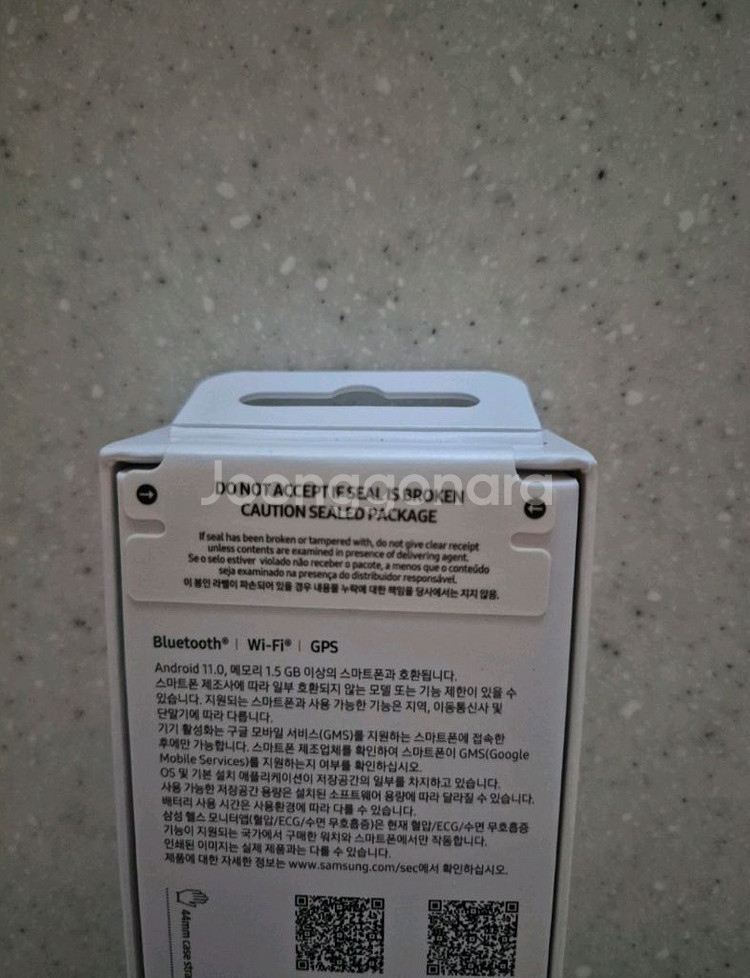 Joonggonara
DO NOT ACCEPT IF SEAL IS BROKEN
CAUTION SEALED PACKAGE
If seal has been broken or tampered with, do not give clear receipt
unless contents are examined in presence of delivering agent.
Se o selo estiver violado não receber o pacote, a menos que o conteúdo
seja examinado na presença do distribuidor responsável.
이 봉인 라벨이 파손되어 있을 경우 내용물 누락에 대한 책임을 당사에서는 지지 않음.
Bluetooth® | Wi-Fi® | GPS
Android 11.0, 메모리 1.5 GB 이상의 스마트폰과 호환됩니다.
스마트폰 제조사에 따라 일부 호환되지 않는 모델 또는 기능 제한이 있을 수
있습니다. 지원되는 스마트폰과 사용 가능한 기능은 지역, 이동통신사 및
단말기에 따라 다릅니다.
기기 활성화는 구글 모바일 서비스(GMS)를 지원하는 스마트폰에 접속한
후에만 가능합니다. 스마트폰 제조업체를 확인하여 스마트폰이 GMS(Google
Mobile Services)를 지원하는지 여부를 확인하십시오.
OS 및 기본 설치 애플리케이션이 저장공간의 일부를 차지하고 있습니다.
사용 가능한 저장공간 용량은 설치된 소프트웨어 용량에 따라 달라질 수 있습니다.
배터리 사용 시간은 사용환경에 따라 다를 수 있습니다.
삼성 헬스 모니터앱(혈압/ECG/수면 무호흡증)은 현재 혈압/ECG/수면 무호흡증
기능이 지원되는 국가에서 구매한 워치와 스마트폰에서만 작동합니다.
인쇄된 이미지는 실제 제품과는 다를 수 있습니다.
제품에 대한 자세한 정보는 www.samsung.com/sec에서 확인하십시오.
44mm case